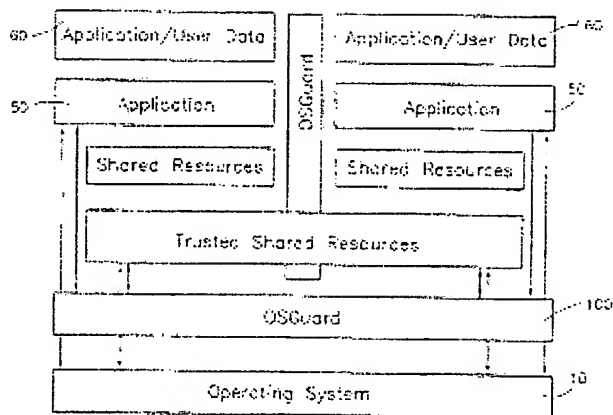 60 Application/User Data
Application/User Data 60
50 Application
Application 50
OSGuard
Shared Resources
Shared Resources
Trusted Shared Resources
OSGuard 100
Operating System 10